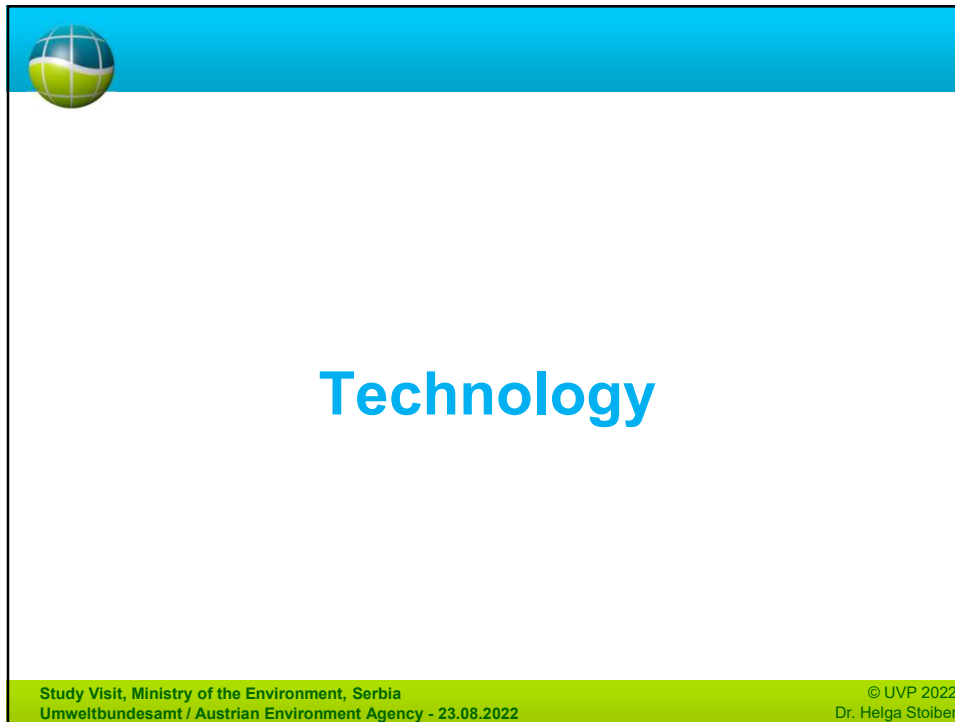 Technology
Study Visit, Ministry of the Environment, Serbia
Umweltbundesamt / Austrian Environment Agency - 23.08.2022
© UVP 2022
Dr. Helga Stoiber